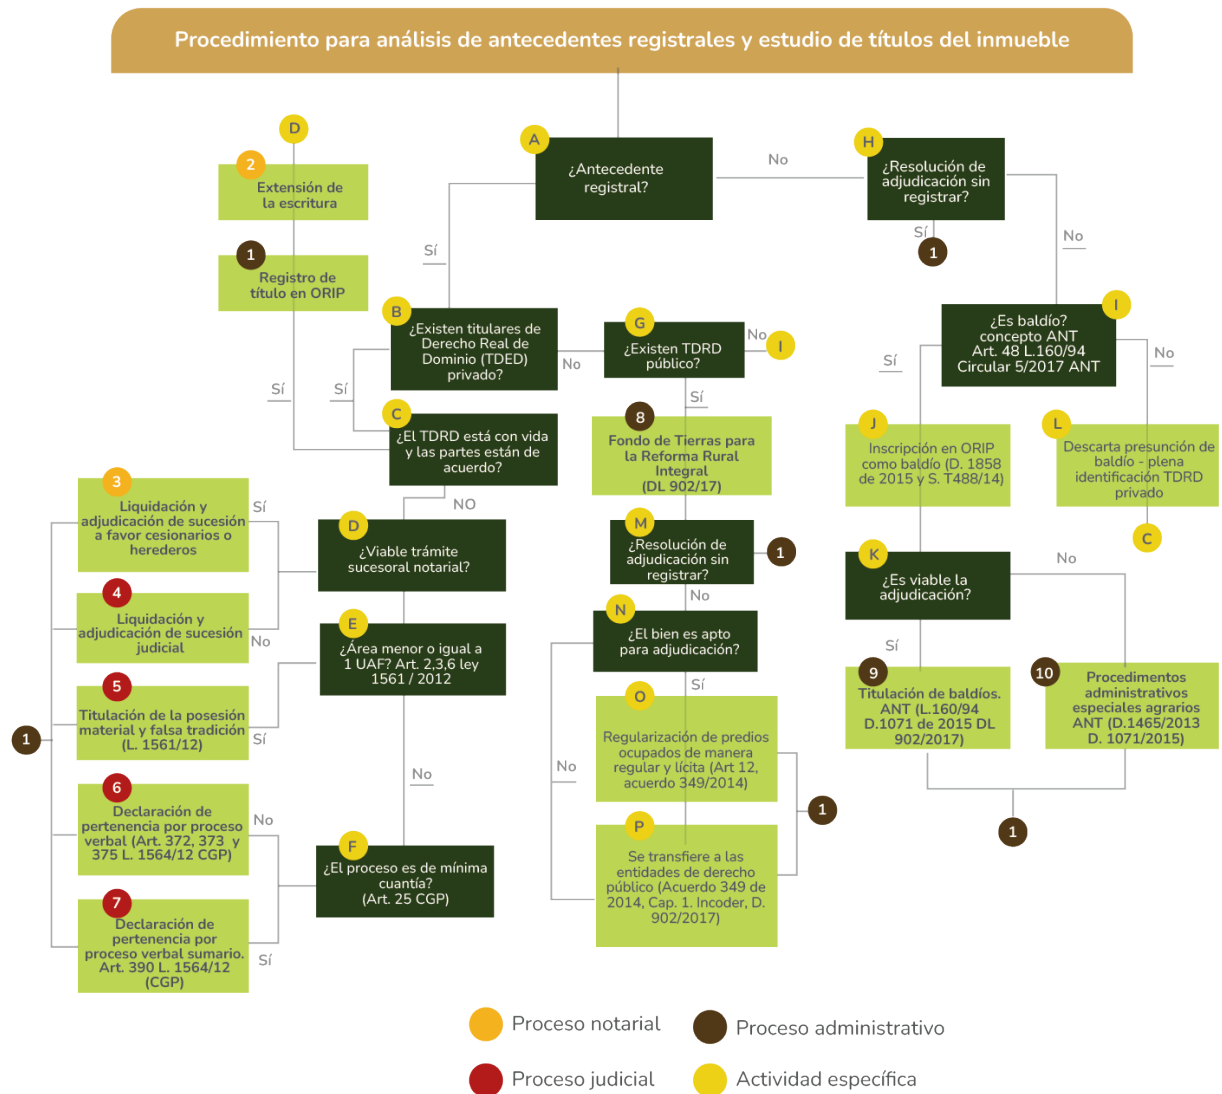 Procedimiento para análisis de antecedentes registrales y estudio de títulos del inmueble
D
2
Extensión de
la escritura
1
Registro de
título en ORIP
A
¿Antecedente
registral?
No
H
¿Resolución de
adjudicación sin
registrar?
Sí
1
No
Sí
B
¿Existen titulares de
Derecho Real de
Dominio (TDED)
privado?
No
G
¿Existen TDRD
público?
No
I
I
¿Es baldío?
concepto ANT
Art. 48 L.160/94
Circular 5/2017 ANT
Sí
No
Sí
Sí
C
¿El TDRD está con vida
y las partes están de
acuerdo?
NO
Sí
8
Fondo de Tierras para
la Reforma Rural
Integral
(DL 902/17)
J
Inscripción en ORIP
como baldío (D. 1858
de 2015 y S. T488/14)
L
Descarta presunción de
baldío - plena
identificación TDRD
privado
C
3
Liquidación y
adjudicación de sucesión
a favor cesionarios o
herederos
Sí
D
¿Viable trámite
sucesoral notarial?
M
¿Resolución de
adjudicación sin
registrar?
1
No
K
¿Es viable la
adjudicación?
No
Sí
4
Liquidación y
adjudicación de sucesión
judicial
No
E
¿Área menor o igual a
1 UAF? Art. 2,3,6 ley
1561 / 2012
N
¿El bien es apto
para adjudicación?
Sí
No
5
Titulación de la posesión
material y falsa tradición
(L. 1561/12)
Sí
1
No
O
Regularización de predios
ocupados de manera
regular y lícita (Art 12,
acuerdo 349/2014)
9
Titulación de baldíos.
ANT (L.160/94
D.1071 de 2015 DL
902/2017)
10
Procedimentos
administrativos
especiales agrarios
ANT (D.1465/2013
D. 1071/2015)
1
1
6
Declaración de
pertenencia por proceso
verbal (Art. 372, 373 y
375 L. 1564/12 CGP)
No
F
¿El proceso es de mínima
cuantía?
(Art. 25 CGP)
P
Se transfiere a las
entidades de derecho
público (Acuerdo 349 de
2014, Cap. 1. Incoder, D.
902/2017)
7
Declaración de
pertenencia por
proceso verbal sumario.
Art. 390 L. 1564/12
(CGP)
Sí
Proceso notarial
Proceso administrativo
Proceso judicial
Actividad específica